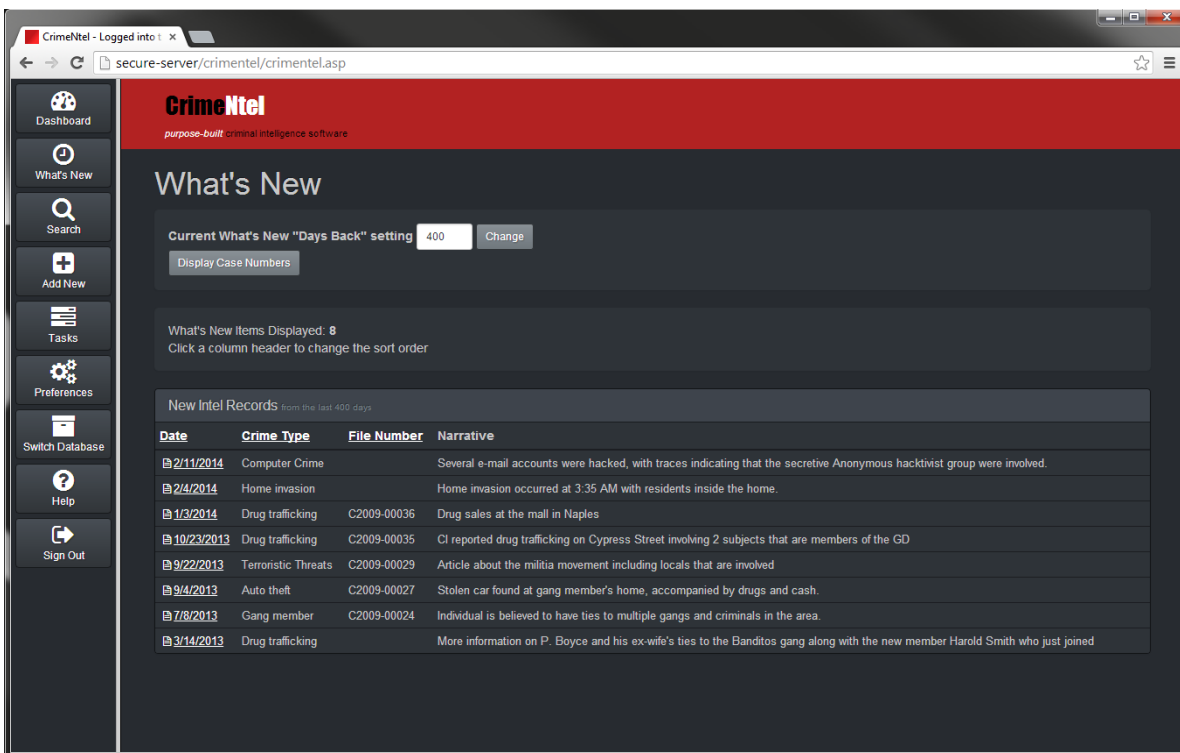 CrimeNtel - Logged into t
secure-server/crimentel/crimentel.asp
Dashboard
What's New
Search
Add New
Tasks
Preferences
Switch Database
Help
Sign Out
CrimeNtel
purpose-built criminal intelligence software
What's New
Current What's New "Days Back" setting 400 Change
Display Case Numbers
What's New Items Displayed: 8
Click a column header to change the sort order
New Intel Records from the last 400 days
Date Crime Type File Number Narrative
2/11/2014 Computer Crime Several e-mail accounts were hacked, with traces indicating that the secretive Anonymous hacktivist group were involved.
2/4/2014 Home invasion Home invasion occurred at 3:35 AM with residents inside the home.
1/3/2014 Drug trafficking C2009-00036 Drug sales at the mall in Naples
10/23/2013 Drug trafficking C2009-00035 CI reported drug trafficking on Cypress Street involving 2 subjects that are members of the GD
9/22/2013 Terroristic Threats C2009-00029 Article about the militia movement including locals that are involved
9/4/2013 Auto theft C2009-00027 Stolen car found at gang member's home, accompanied by drugs and cash.
7/8/2013 Gang member C2009-00024 Individual is believed to have ties to multiple gangs and criminals in the area.
3/14/2013 Drug trafficking More information on P. Boyce and his ex-wife's ties to the Banditos gang along with the new member Harold Smith who just joined